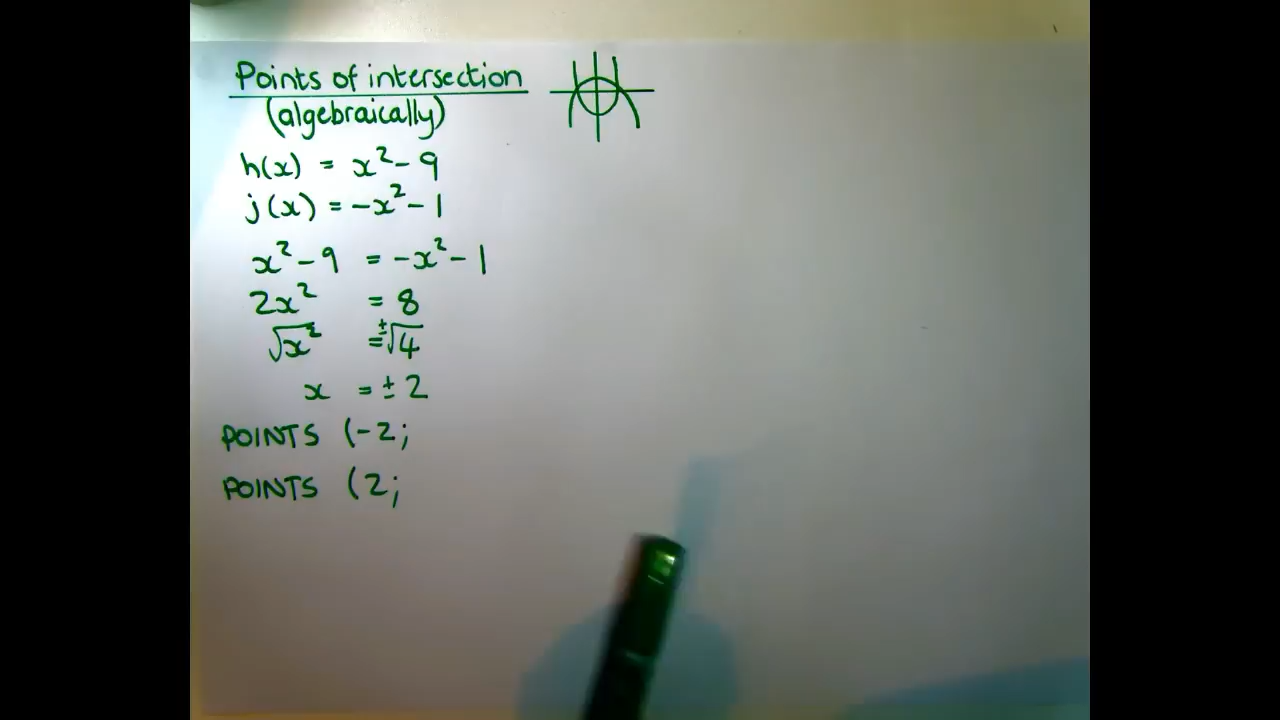 Points of intersection
(algebraically)
h(x) = x² - 9
j(x) = -x² - 1
x² - 9 = -x² - 1
2x² = 8
√x² = ±√4
x = ± 2
POINTS (-2;
POINTS (2;